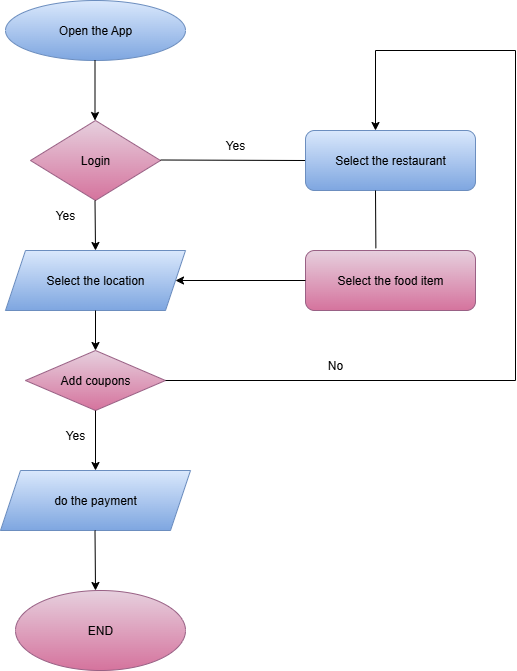 Open the App
Yes
Login
Select the restaurant
Yes
Select the location
Select the food item
No
Add coupons
Yes
do the payment
END